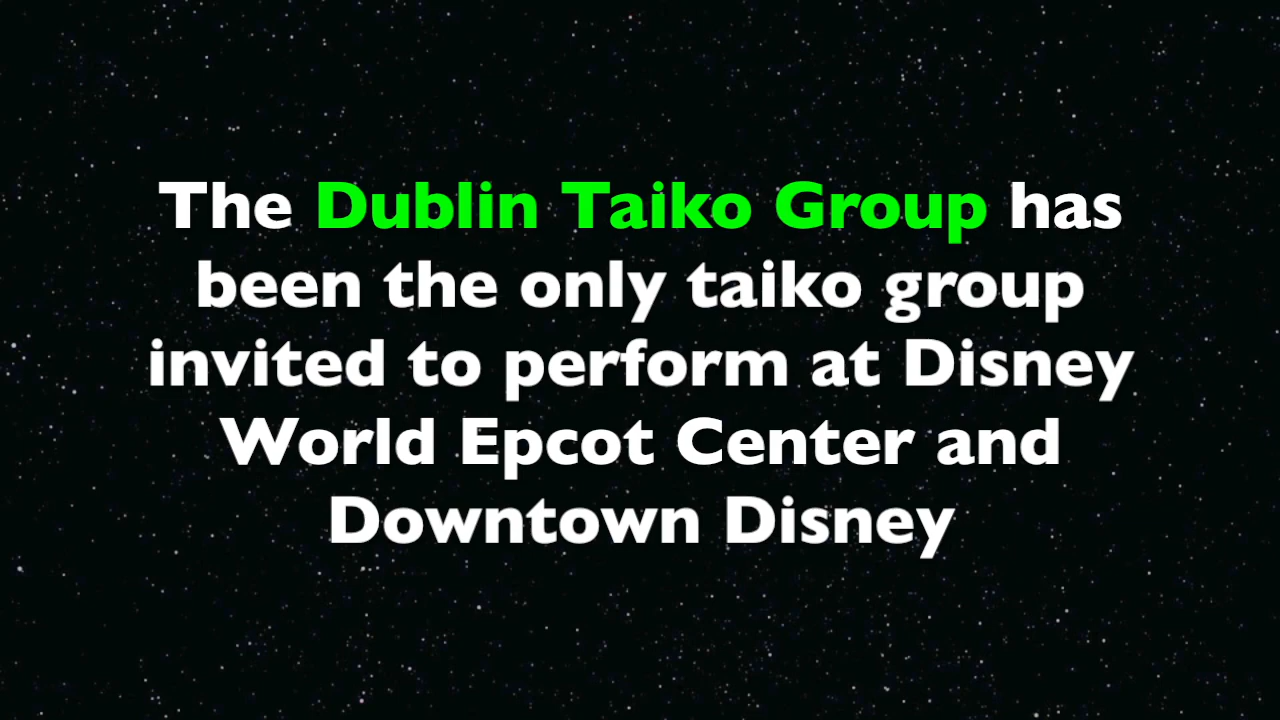 The Dublin Taiko Group has
been the only taiko group
invited to perform at Disney
World Epcot Center and
Downtown Disney